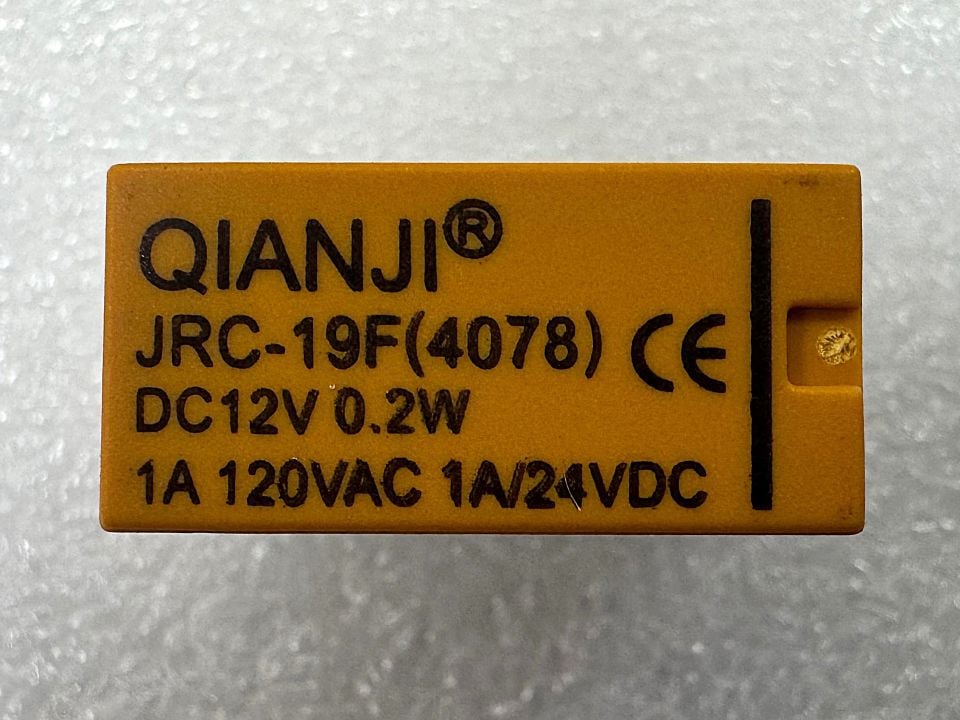 QIANJI®
JRC-19F(4078) CE
DC12V 0.2W
1A 120VAC 1A/24VDC